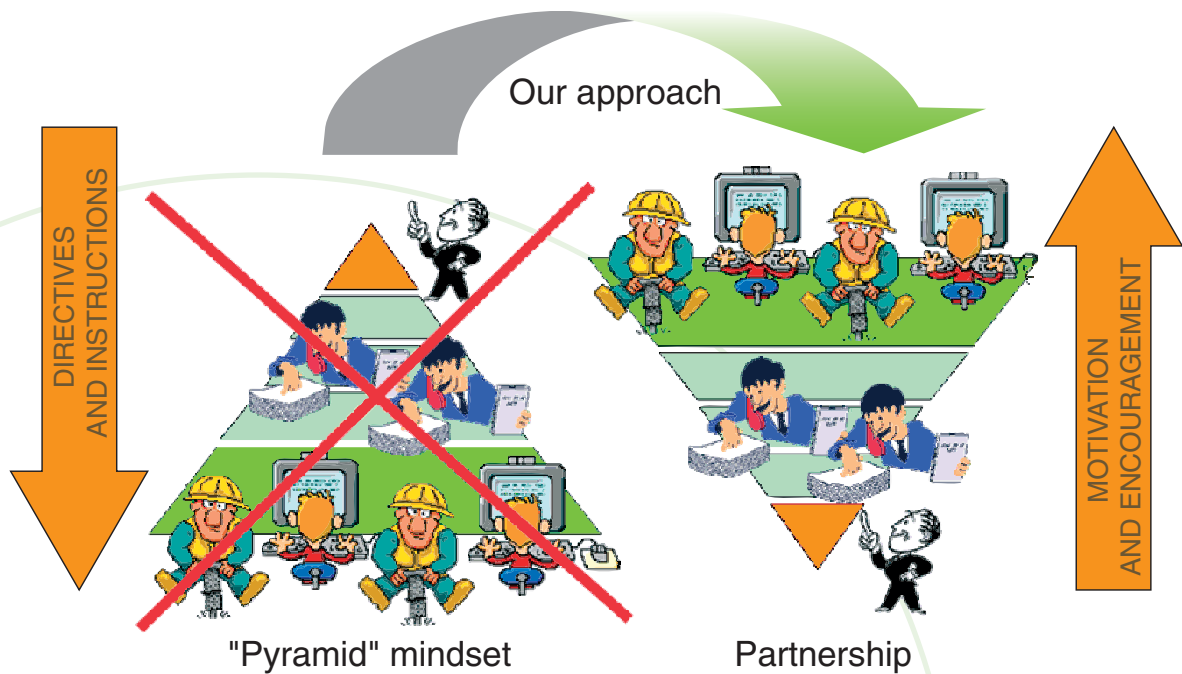 Our approach
DIRECTIVES
AND INSTRUCTIONS
MOTIVATION
AND ENCOURAGEMENT
"Pyramid" mindset
Partnership